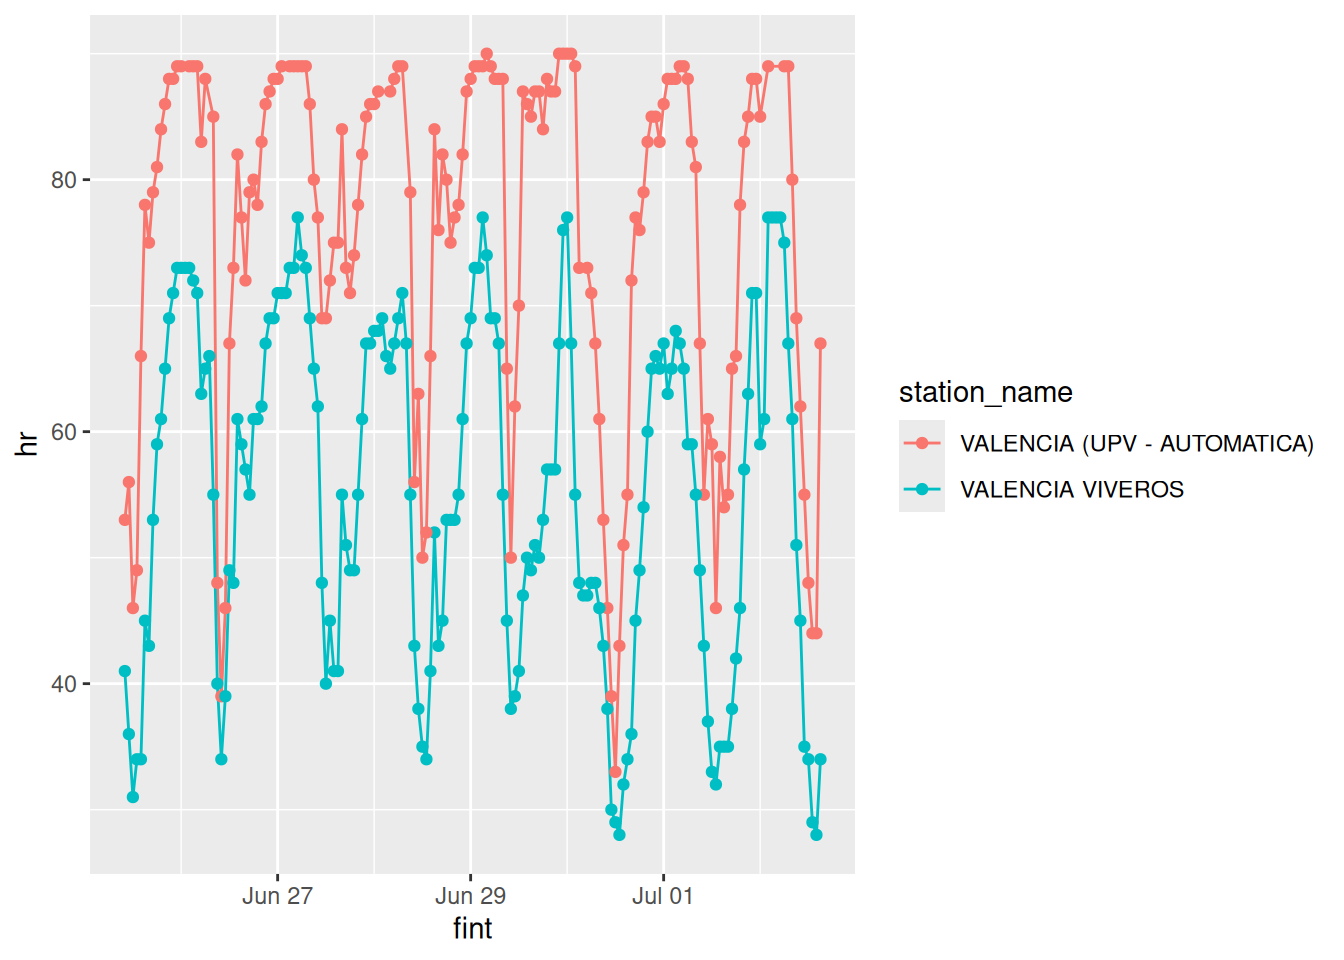 80
60
40
hr
Jun 27
Jun 29
Jul 01
fint
station_name
VALENCIA (UPV - AUTOMATICA)
VALENCIA VIVEROS